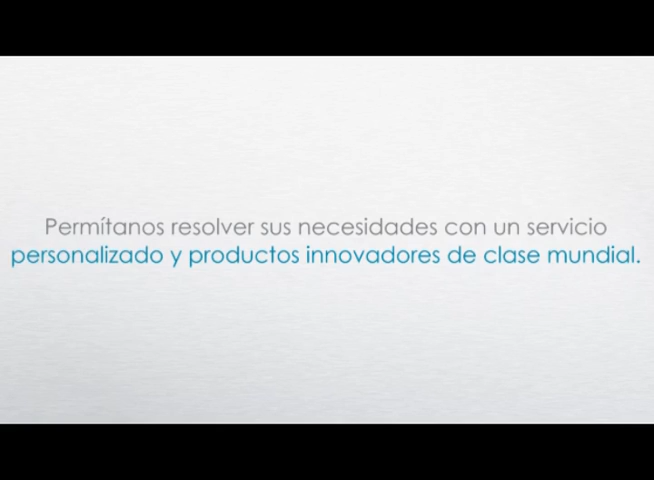 Permítanos resolver sus necesidades con un servicio
personalizado y productos innovadores de clase mundial.